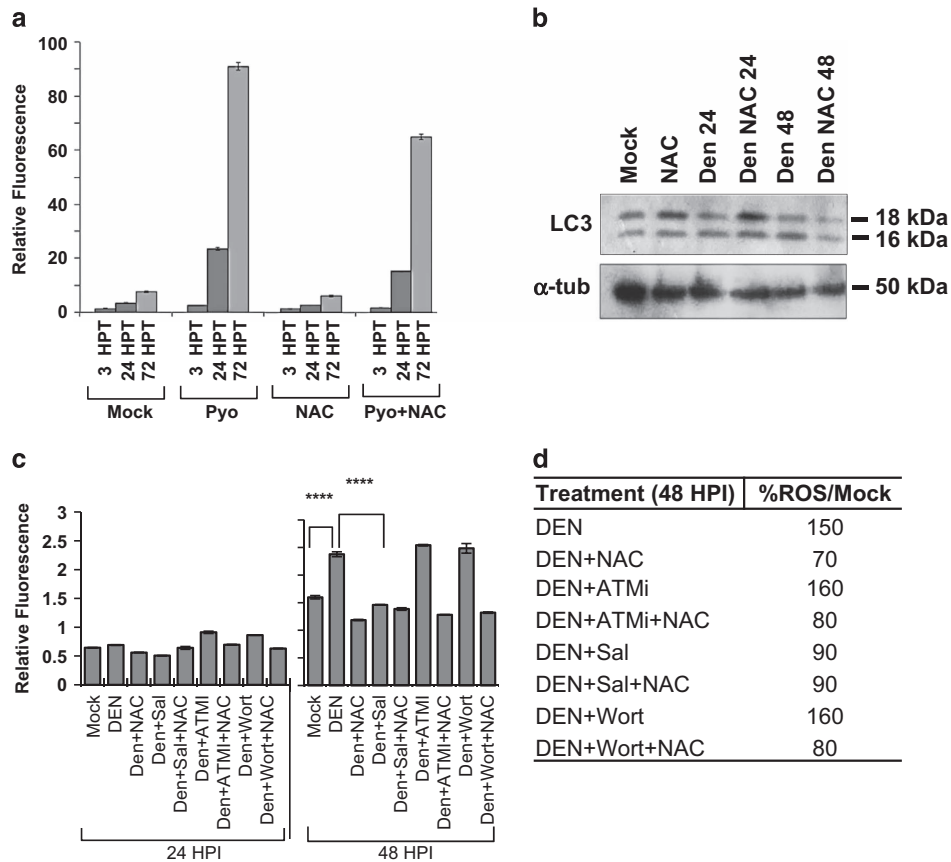 a
100
80
60
40
20
0
Relative Fluorescence
3 HPT
24 HPT
72 HPT
3 HPT
24 HPT
72 HPT
3 HPT
24 HPT
72 HPT
3 HPT
24 HPT
72 HPT
Mock Pyo NAC Pyo+NAC
b
Mock
NAC
Den 24
Den NAC 24
Den 48
Den NAC 48
LC3
18 kDa
16 kDa
α-tub
50 kDa
c
**** ****
3
2.5
2
1.5
1
0.5
0
Relative Fluorescence
Mock
DEN
Den+NAC
Den+Sal
Den+Sal+NAC
Den+ATMI
Den+ATMI+NAC
Den+Wort
Den+Wort+NAC
24 HPI
Mock
DEN
Den+NAC
Den+Sal
Den+Sal+NAC
Den+ATMI
Den+ATMI+NAC
Den+Wort
Den+Wort+NAC
48 HPI
d
Treatment (48 HPI) %ROS/Mock
DEN 150
DEN+NAC 70
DEN+ATMi 160
DEN+ATMi+NAC 80
DEN+Sal 90
DEN+Sal+NAC 90
DEN+Wort 160
DEN+Wort+NAC 80